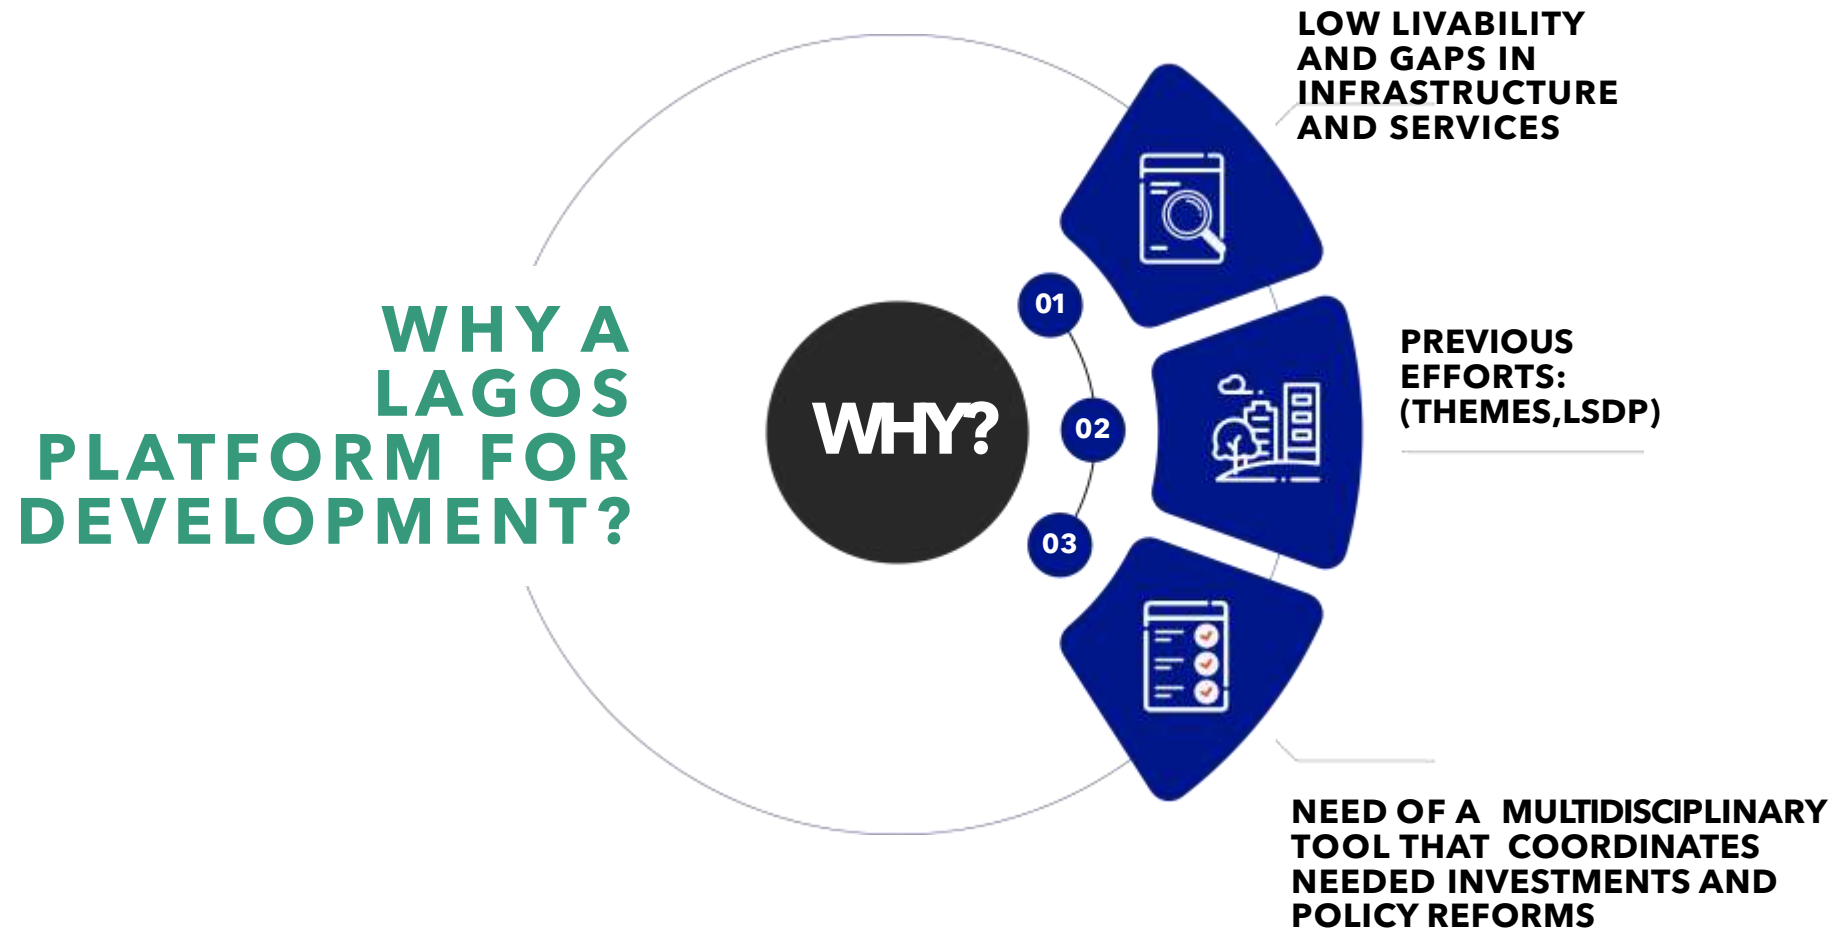 WHY A
LAGOS
PLATFORM FOR
DEVELOPMENT?
WHY?
01
02
03
LOW LIVABILITY
AND GAPS IN
INFRASTRUCTURE
AND SERVICES
PREVIOUS
EFFORTS:
(THEMES,LSDP)
NEED OF A MULTIDISCIPLINARY
TOOL THAT COORDINATES
NEEDED INVESTMENTS AND
POLICY REFORMS